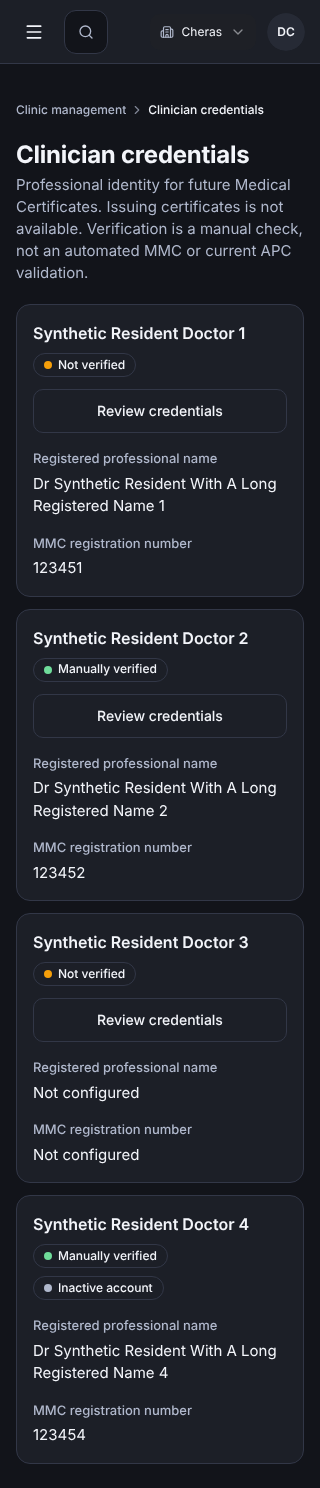 Cheras
DC
Clinic management > Clinician credentials
Clinician credentials
Professional identity for future Medical
Certificates. Issuing certificates is not
available. Verification is a manual check,
not an automated MMC or current APC
validation.
Synthetic Resident Doctor 1
Not verified
Review credentials
Registered professional name
Dr Synthetic Resident With A Long
Registered Name 1
MMC registration number
123451
Synthetic Resident Doctor 2
Manually verified
Review credentials
Registered professional name
Dr Synthetic Resident With A Long
Registered Name 2
MMC registration number
123452
Synthetic Resident Doctor 3
Not verified
Review credentials
Registered professional name
Not configured
MMC registration number
Not configured
Synthetic Resident Doctor 4
Manually verified
Inactive account
Registered professional name
Dr Synthetic Resident With A Long
Registered Name 4
MMC registration number
123454